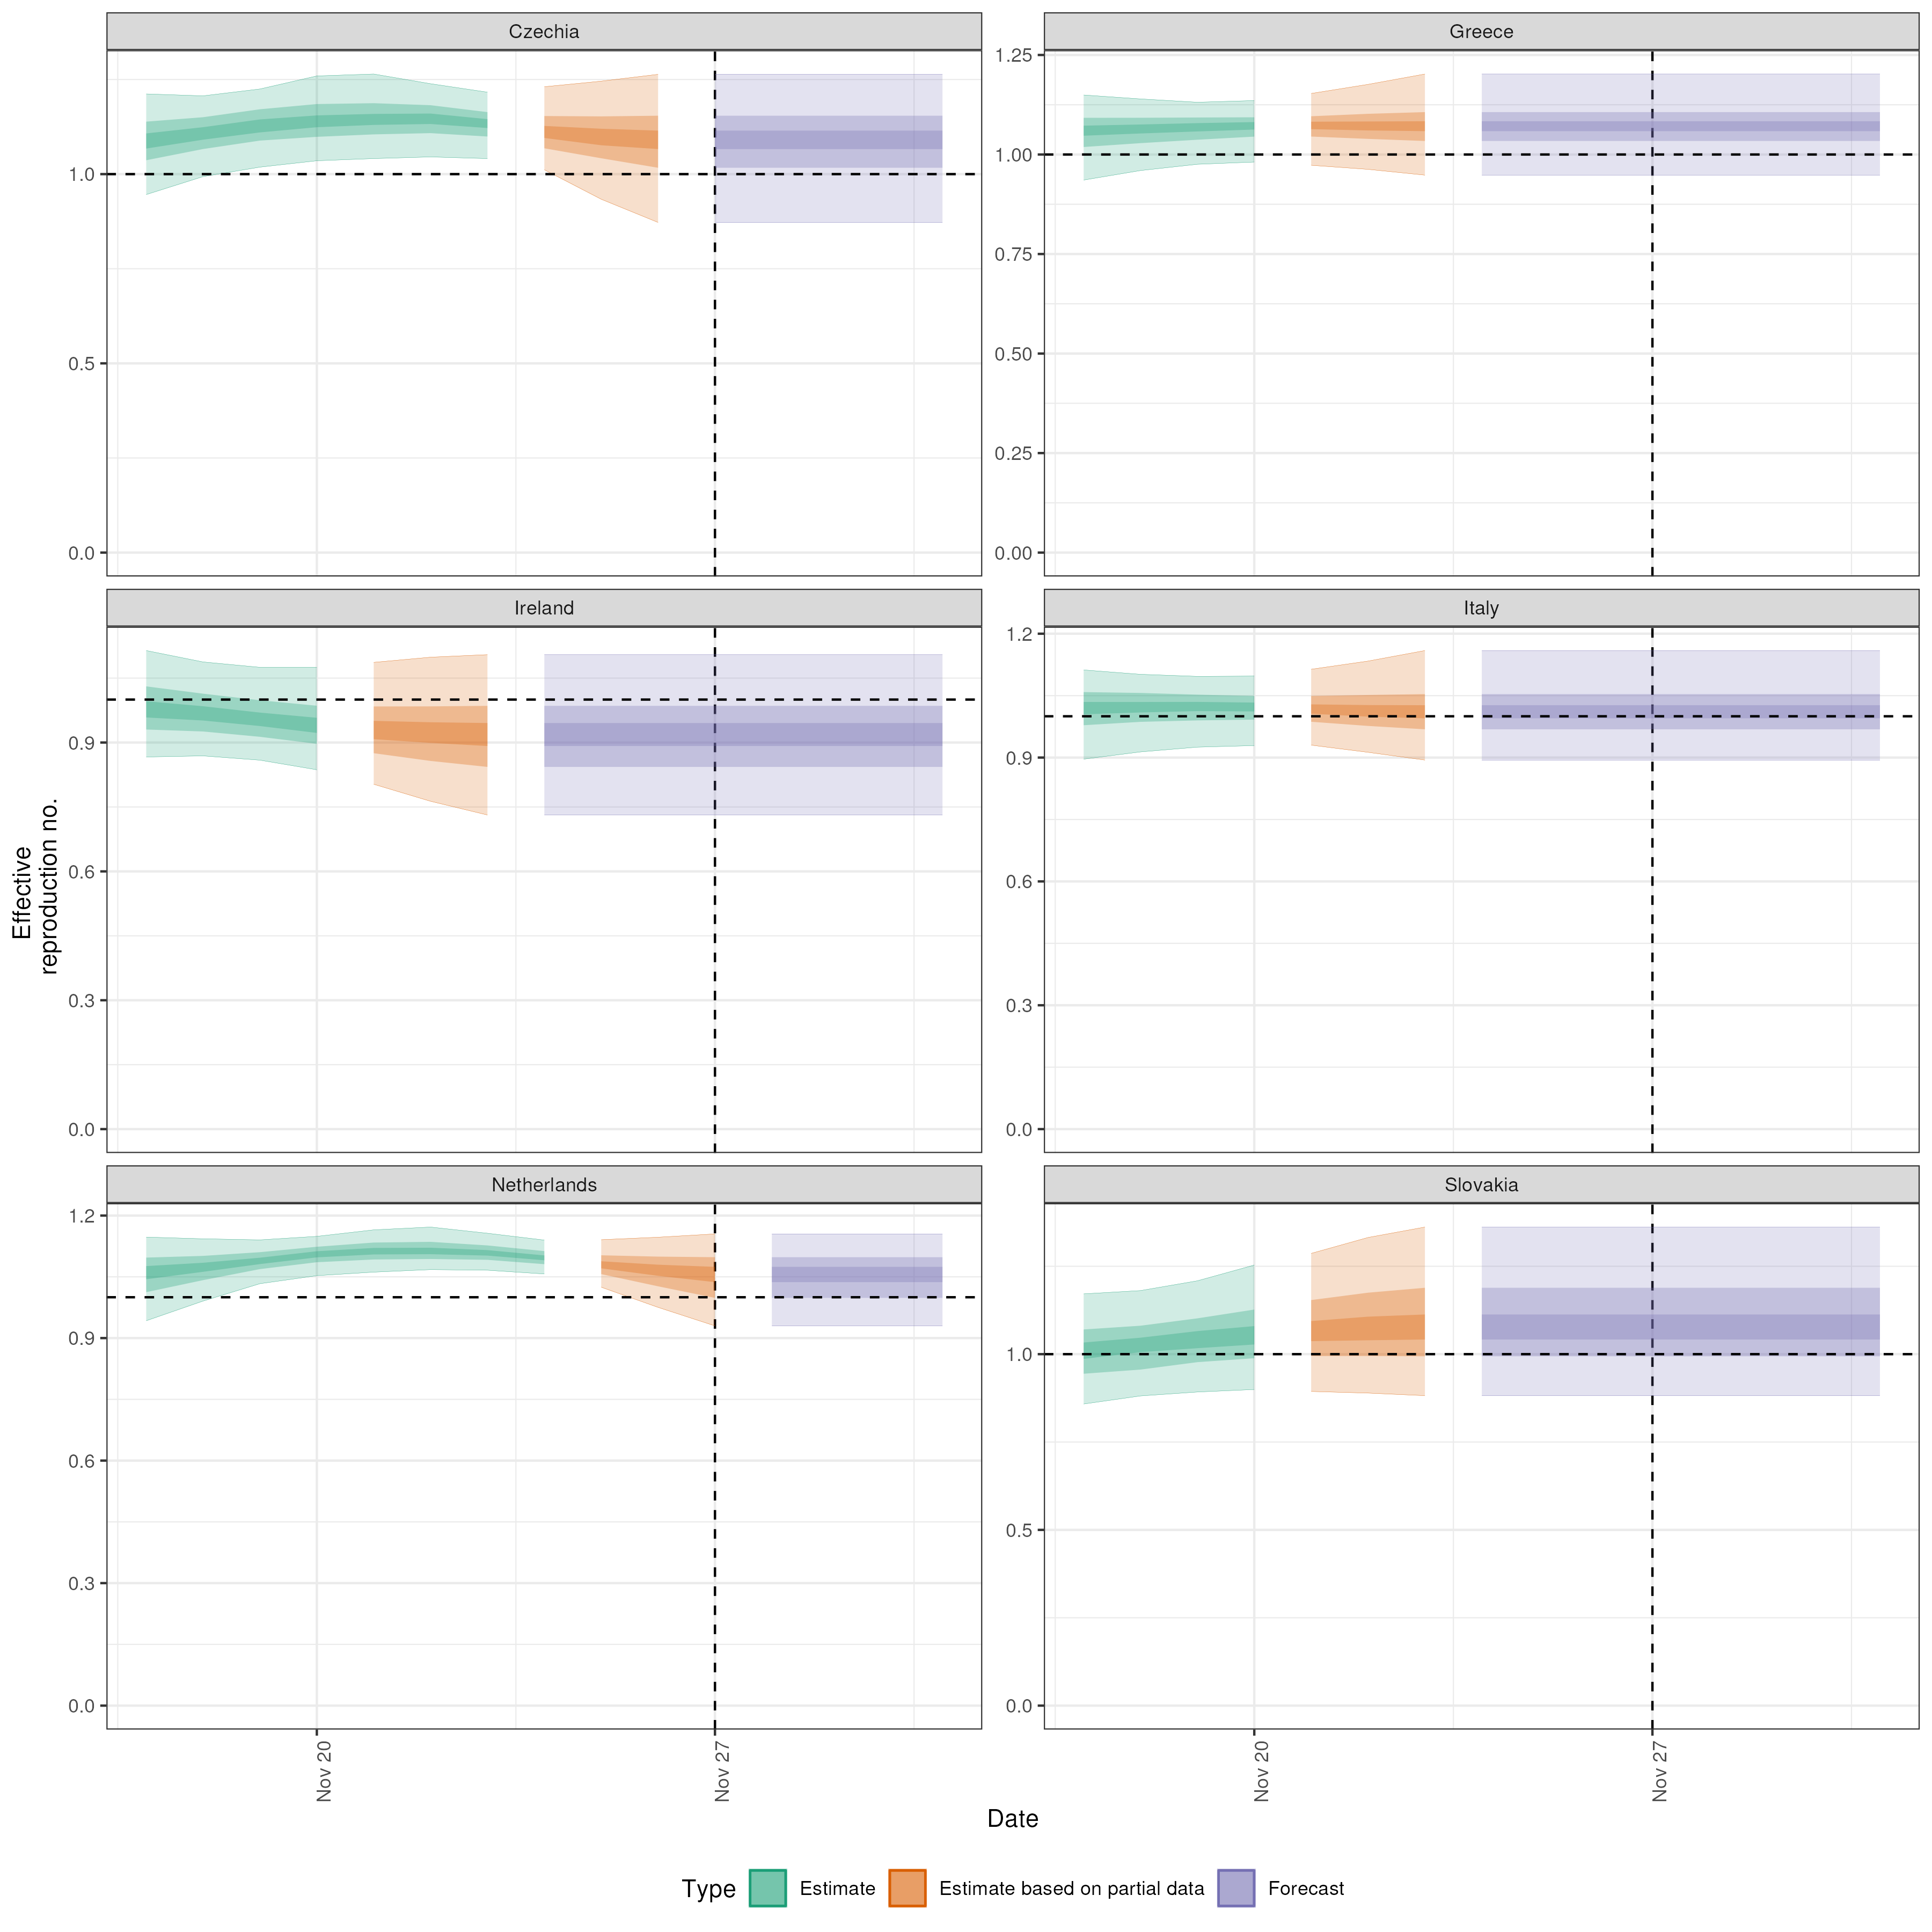 Czechia
Greece
1.0
0.5
0.0
1.25
1.00
0.75
0.50
0.25
0.00
Ireland
Italy
0.9
0.6
0.3
0.0
1.2
0.9
0.6
0.3
0.0
Netherlands
Slovakia
1.2
0.9
0.6
0.3
0.0
1.0
0.5
0.0
Effective
reproduction no.
Nov 20
Nov 27
Nov 20
Nov 27
Date
Type
Estimate
Estimate based on partial data
Forecast